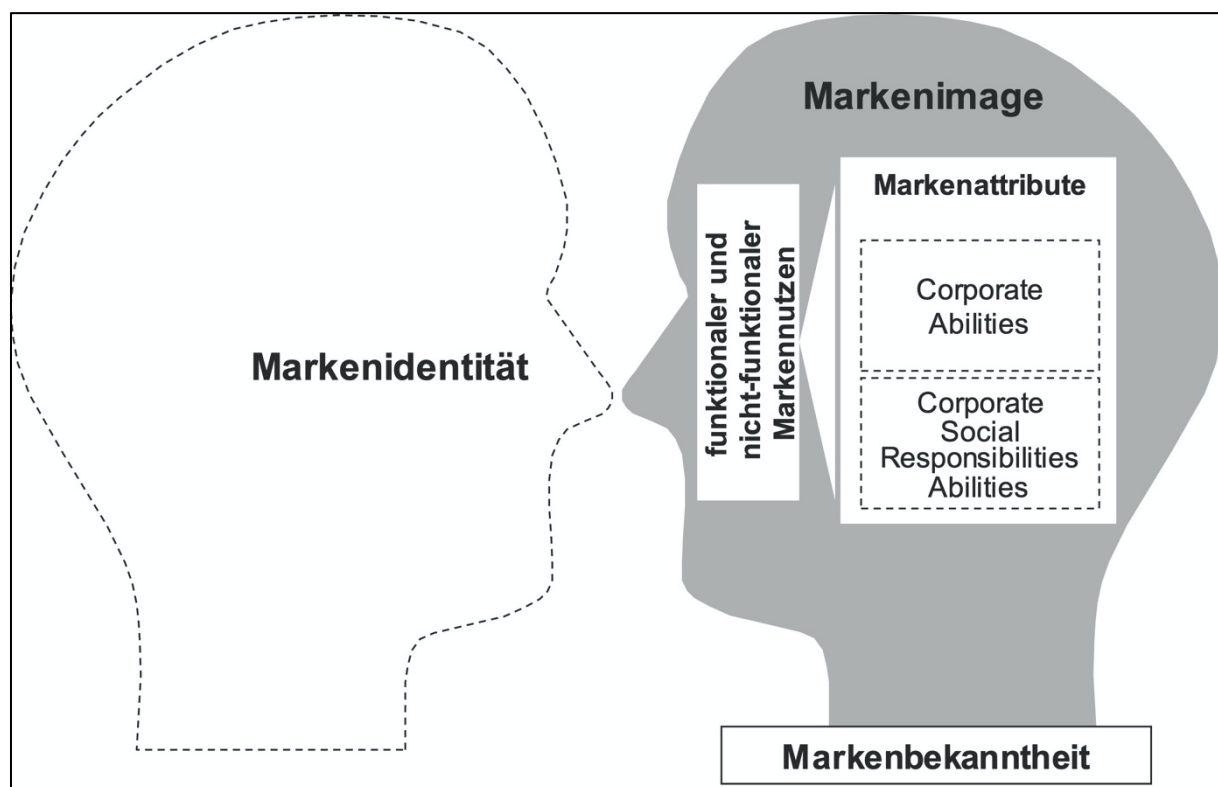 Markenidentität
Markenimage
funktionaler und
nicht-funktionaler
Markennutzen
Markenattribute
Corporate
Abilities
Corporate
Social
Responsibilities
Abilities
Markenbekanntheit